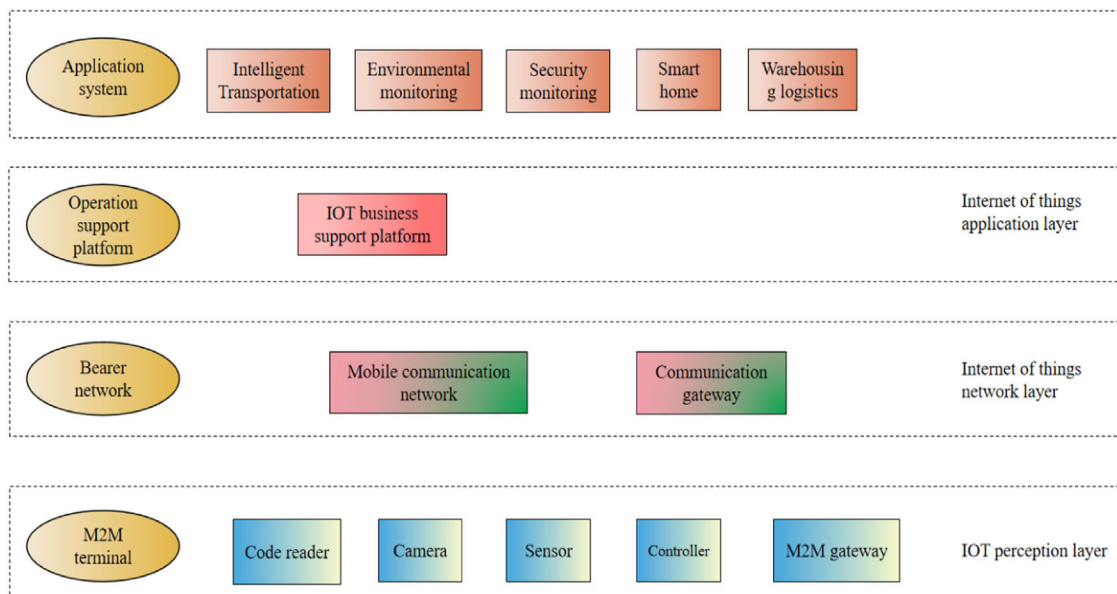 Application
system
Intelligent
Transportation
Environmental
monitoring
Security
monitoring
Smart
home
Warehousin
g logistics
Operation
support
platform
IOT business
support platform
Internet of things
application layer
Bearer
network
Mobile communication
network
Communication
gateway
Internet of things
network layer
M2M
terminal
Code reader
Camera
Sensor
Controller
M2M gateway
IOT perception layer